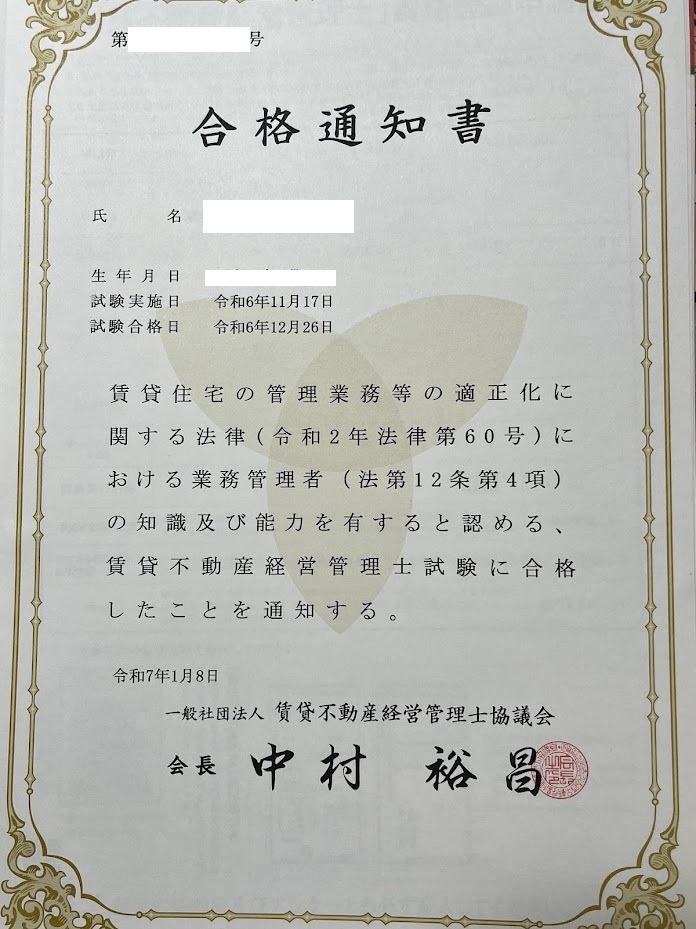 第 号
合格通知書
氏 名
生年月日
試験実施日 令和6年11月17日
試験合格日 令和6年12月26日
賃貸住宅の管理業務等の適正化に
関する法律(令和2年法律第60号)に
おける業務管理者(法第12条第4項)
の知識及び能力を有すると認める、
賃貸不動産経営管理士試験に合格
したことを通知する。
令和7年1月8日
一般社団法人 賃貸不動産経営管理士協議会
会長 中村 裕昌